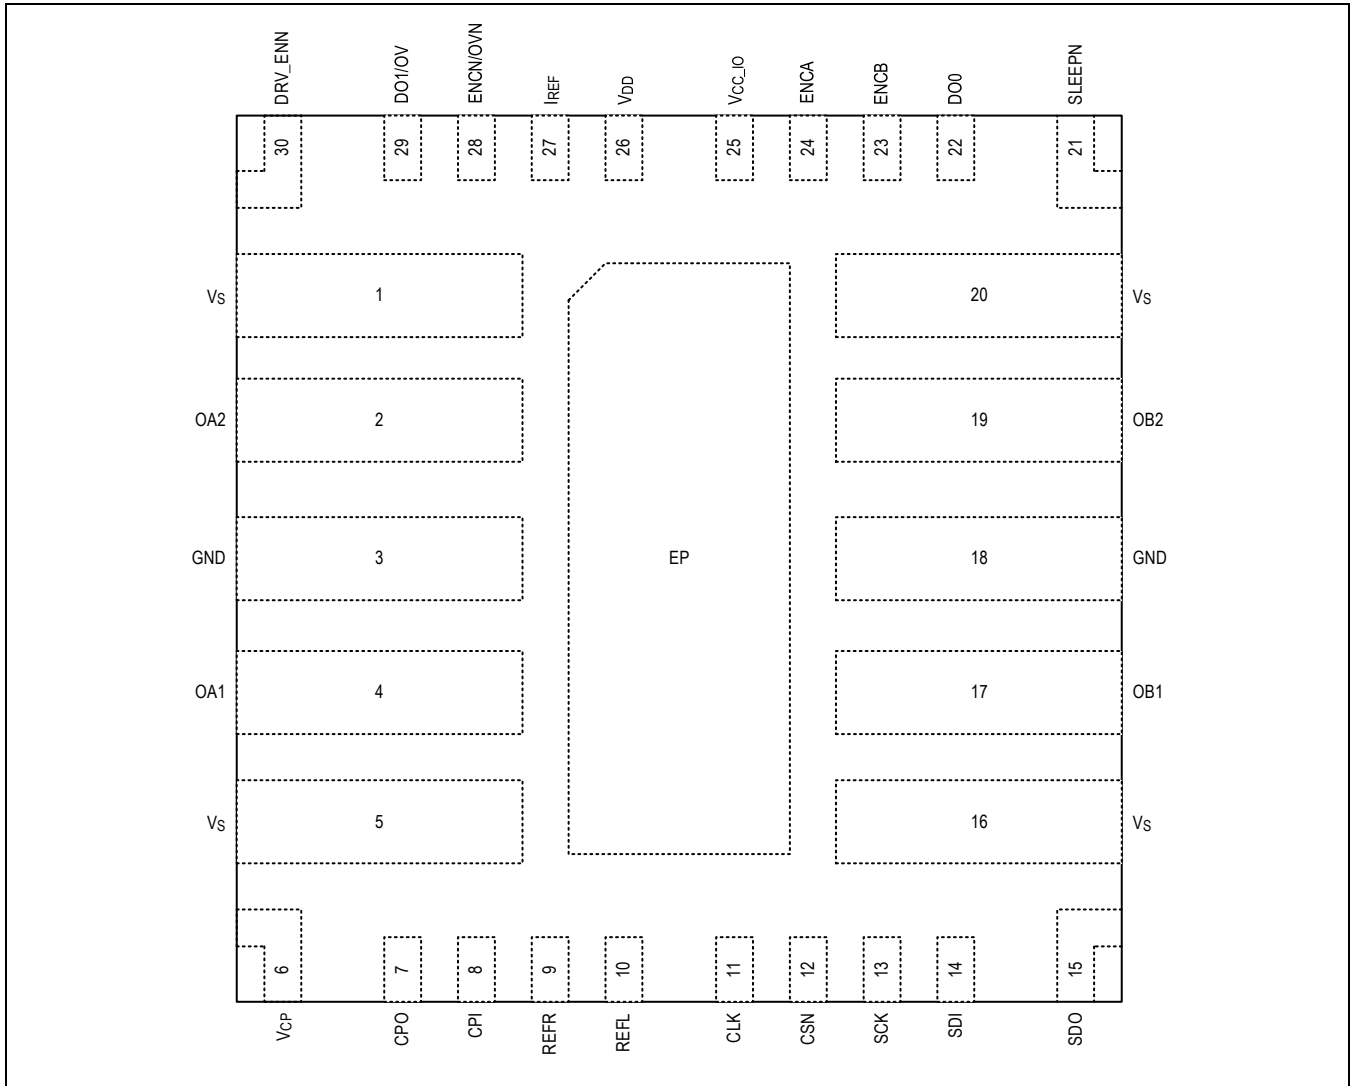 DRV_ENN
DO1/OV
ENCN/OVN
IREF
VDD
VCC_IO
ENCA
ENCB
DO0
SLEEPN
30
29
28
27
26
25
24
23
22
21
VS
1
20
VS
OA2
2
19
OB2
GND
3
EP
18
GND
OA1
4
17
OB1
VS
5
16
VS
6
7
8
9
10
11
12
13
14
15
VCP
CPO
CPI
REFR
REFL
CLK
CSN
SCK
SDI
SDO